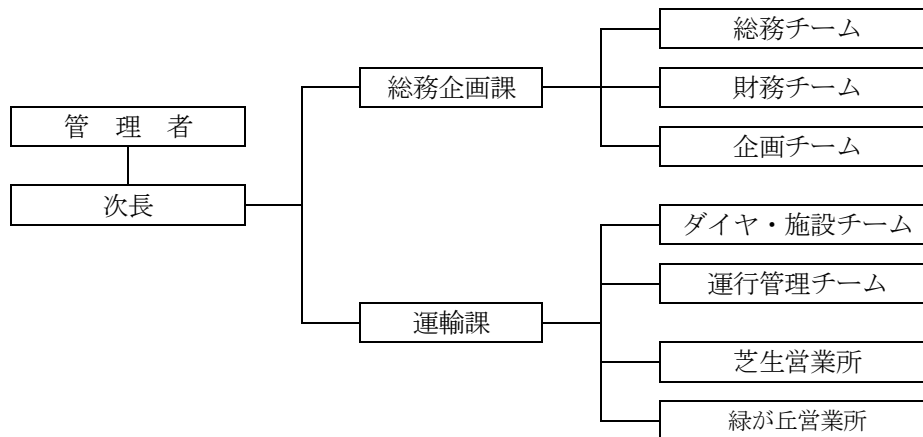 管　理　者
次長
総務企画課
総務チーム
財務チーム
企画チーム
運輸課
ダイヤ・施設チーム
運行管理チーム
芝生営業所
緑が丘営業所